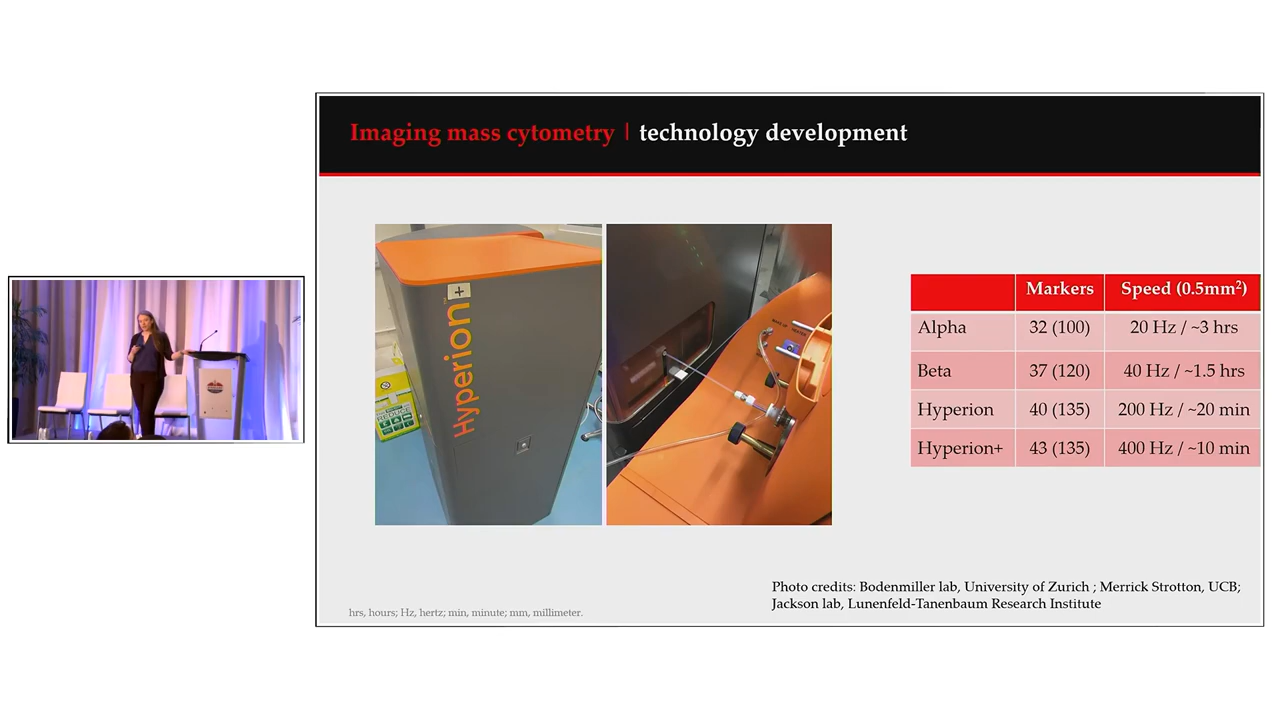 Imaging mass cytometry | technology development
Hyperion™+
Markers Speed (0.5mm²)
Alpha 32 (100) 20 Hz / ~3 hrs
Beta 37 (120) 40 Hz / ~1.5 hrs
Hyperion 40 (135) 200 Hz / ~20 min
Hyperion+ 43 (135) 400 Hz / ~10 min
Photo credits: Bodenmiller lab, University of Zurich ; Merrick Strotton, UCB;
Jackson lab, Lunenfeld-Tanenbaum Research Institute
hrs, hours; Hz, hertz; min, minute; mm, millimeter.